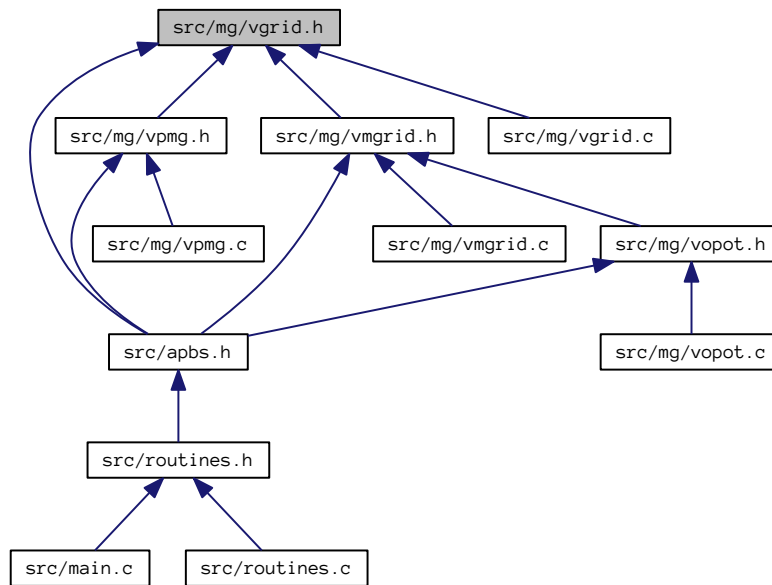 src/mg/vgrid.h
src/mg/vpmg.h
src/mg/vmgrid.h
src/mg/vgrid.c
src/mg/vpmg.c
src/mg/vmgrid.c
src/mg/vopot.h
src/apbs.h
src/mg/vopot.c
src/routines.h
src/main.c
src/routines.c